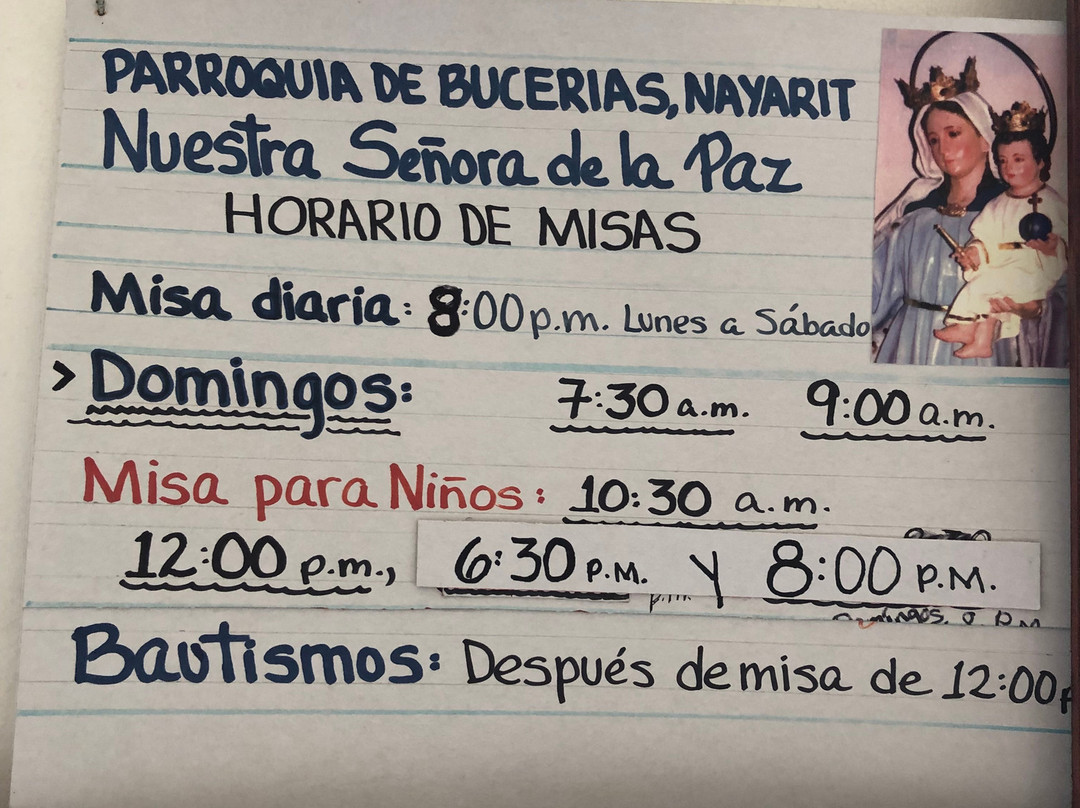 PARROQUIA DE BUCERIAS, NAYARIT
Nuestra Señora de la Paz
HORARIO DE MISAS
Misa diaria: 8:00 p.m. Lunes a Sábado
> Domingos: 7:30 a.m. 9:00 a.m.
Misa para Niños: 10:30 a.m.
12:00 p.m., 6:30 P.M. y 8:00 P.M.
p.m.
Bautismos: Después de misa de 12:00